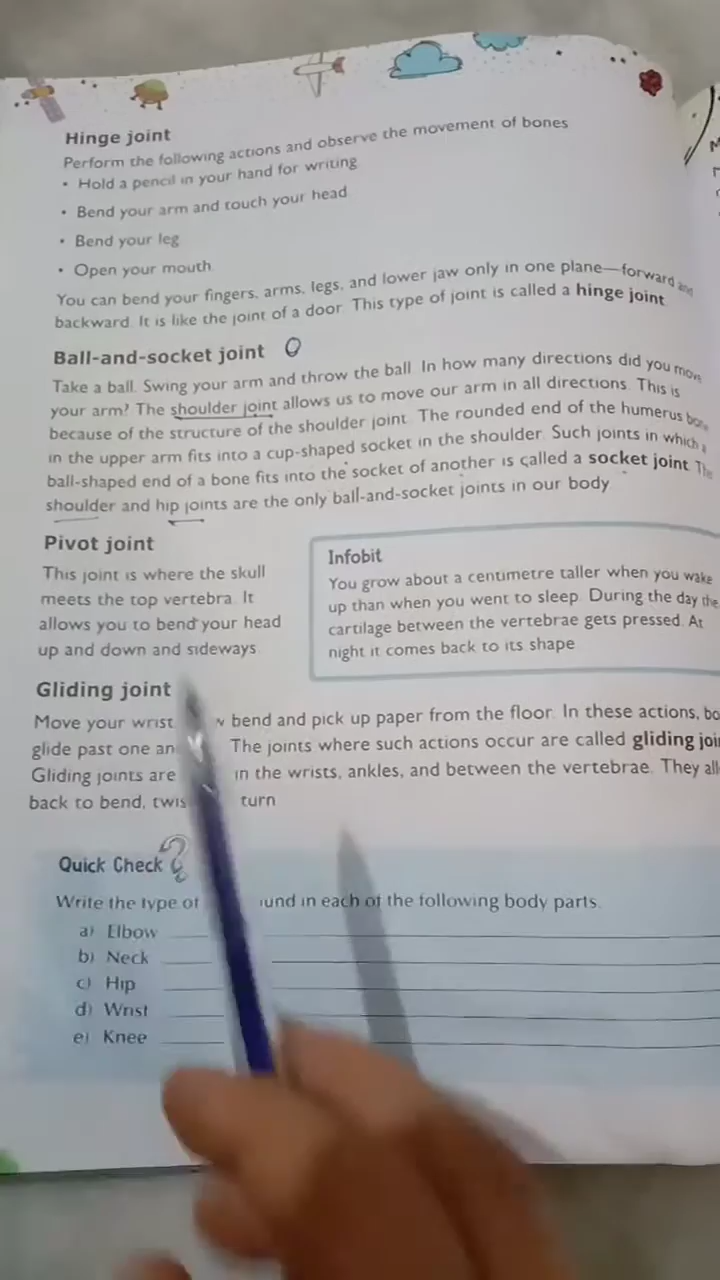 Hinge joint
Perform the following actions and observe the movement of bones
• Hold a pencil in your hand for writing
• Bend your arm and touch your head
• Bend your leg
• Open your mouth
You can bend your fingers, arms, legs, and lower jaw only in one plane—forward and
backward. It is like the joint of a door. This type of joint is called a hinge joint
Ball-and-socket joint
Take a ball. Swing your arm and throw the ball. In how many directions did you move
your arm? The shoulder joint allows us to move our arm in all directions. This is
because of the structure of the shoulder joint. The rounded end of the humerus bone
in the upper arm fits into a cup-shaped socket in the shoulder. Such joints in which a
ball-shaped end of a bone fits into the socket of another is called a socket joint. The
shoulder and hip joints are the only ball-and-socket joints in our body
Pivot joint
This joint is where the skull
meets the top vertebra. It
allows you to bend your head
up and down and sideways.
Infobit
You grow about a centimetre taller when you wake
up than when you went to sleep. During the day the
cartilage between the vertebrae gets pressed. At
night it comes back to its shape
Gliding joint
Move your wrist. bend and pick up paper from the floor. In these actions,
glide past one The joints where such actions occur are called gliding
Gliding joints are in the wrists, ankles, and between the vertebrae. They
back to bend, turn
Quick Check
Write the type of in each of the following body parts.
a) Elbow
b) Neck
c) Hip
d) Wrist
e) Knee